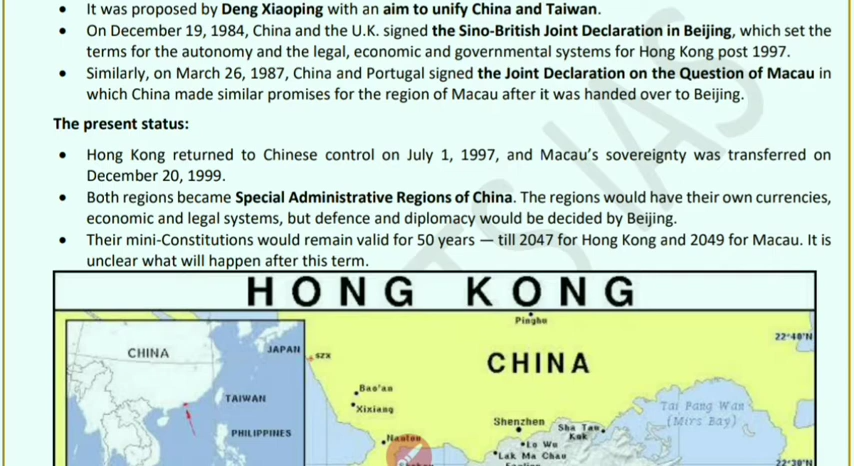 It was proposed by Deng Xiaoping with an aim to unify China and Taiwan.
On December 19, 1984, China and the U.K. signed the Sino-British Joint Declaration in Beijing, which set the
terms for the autonomy and the legal, economic and governmental systems for Hong Kong post 1997.
Similarly, on March 26, 1987, China and Portugal signed the Joint Declaration on the Question of Macau in
which China made similar promises for the region of Macau after it was handed over to Beijing.
The present status:
Hong Kong returned to Chinese control on July 1, 1997, and Macau’s sovereignty was transferred on
December 20, 1999.
Both regions became Special Administrative Regions of China. The regions would have their own currencies,
economic and legal systems, but defence and diplomacy would be decided by Beijing.
Their mini-Constitutions would remain valid for 50 years — till 2047 for Hong Kong and 2049 for Macau. It is
unclear what will happen after this term.
HONG KONG
Pinghu
22°40'N
CHINA
JAPAN
SZX
CHINA
Bao'an
TAIWAN
Xixiang
Tai Pang Wan
(Mirs Bay)
Shenzhen
Sha Tau
Kok
PHILIPPINES
Nantou
Lo Wu
Lak Ma Chau
22°30'N
IAS